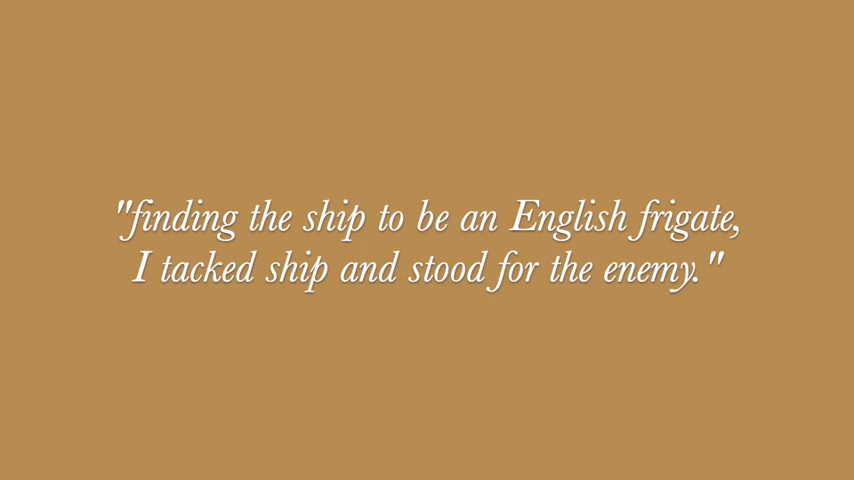 "finding the ship to be an English frigate,
I tacked ship and stood for the enemy."